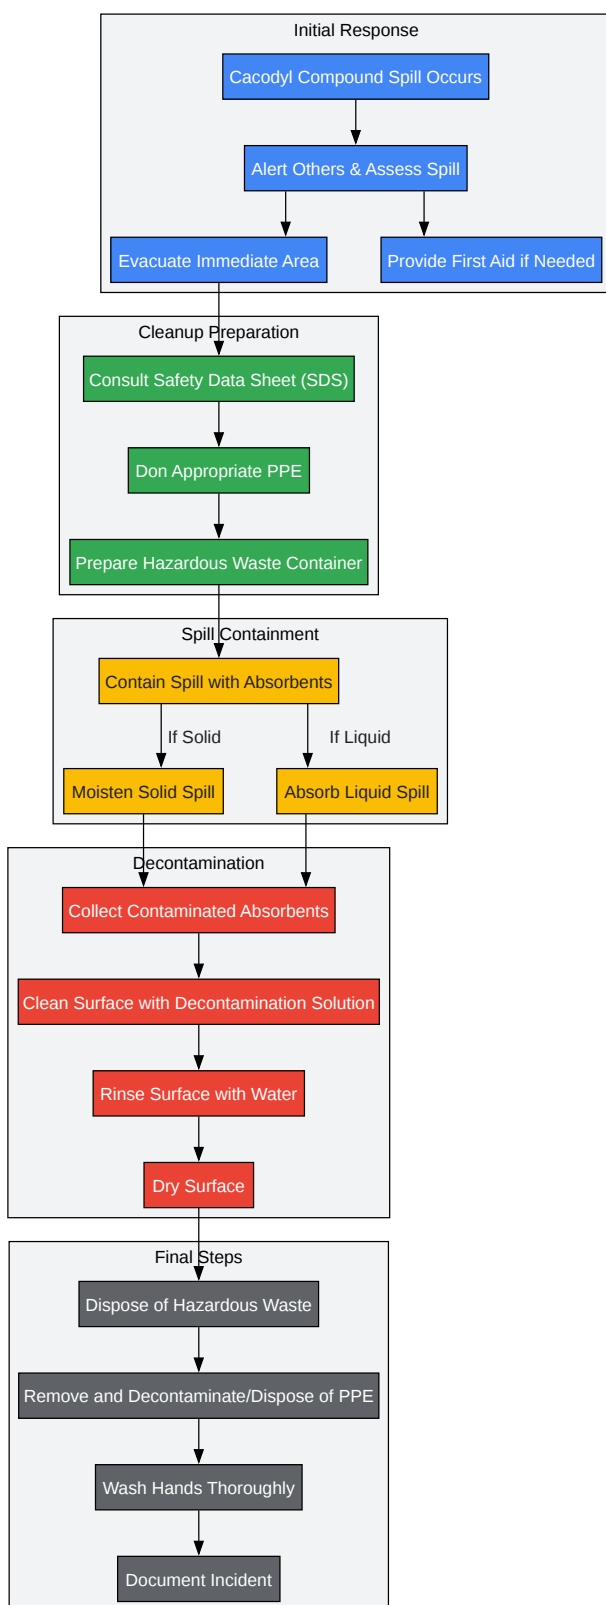 Initial Response
Cacodyl Compound Spill Occurs
Alert Others & Assess Spill
Evacuate Immediate Area
Provide First Aid if Needed
Cleanup Preparation
Consult Safety Data Sheet (SDS)
Don Appropriate PPE
Prepare Hazardous Waste Container
Spill Containment
Contain Spill with Absorbents
If Solid
If Liquid
Moisten Solid Spill
Absorb Liquid Spill
Decontamination
Collect Contaminated Absorbents
Clean Surface with Decontamination Solution
Rinse Surface with Water
Dry Surface
Final Steps
Dispose of Hazardous Waste
Remove and Decontaminate/Dispose of PPE
Wash Hands Thoroughly
Document Incident